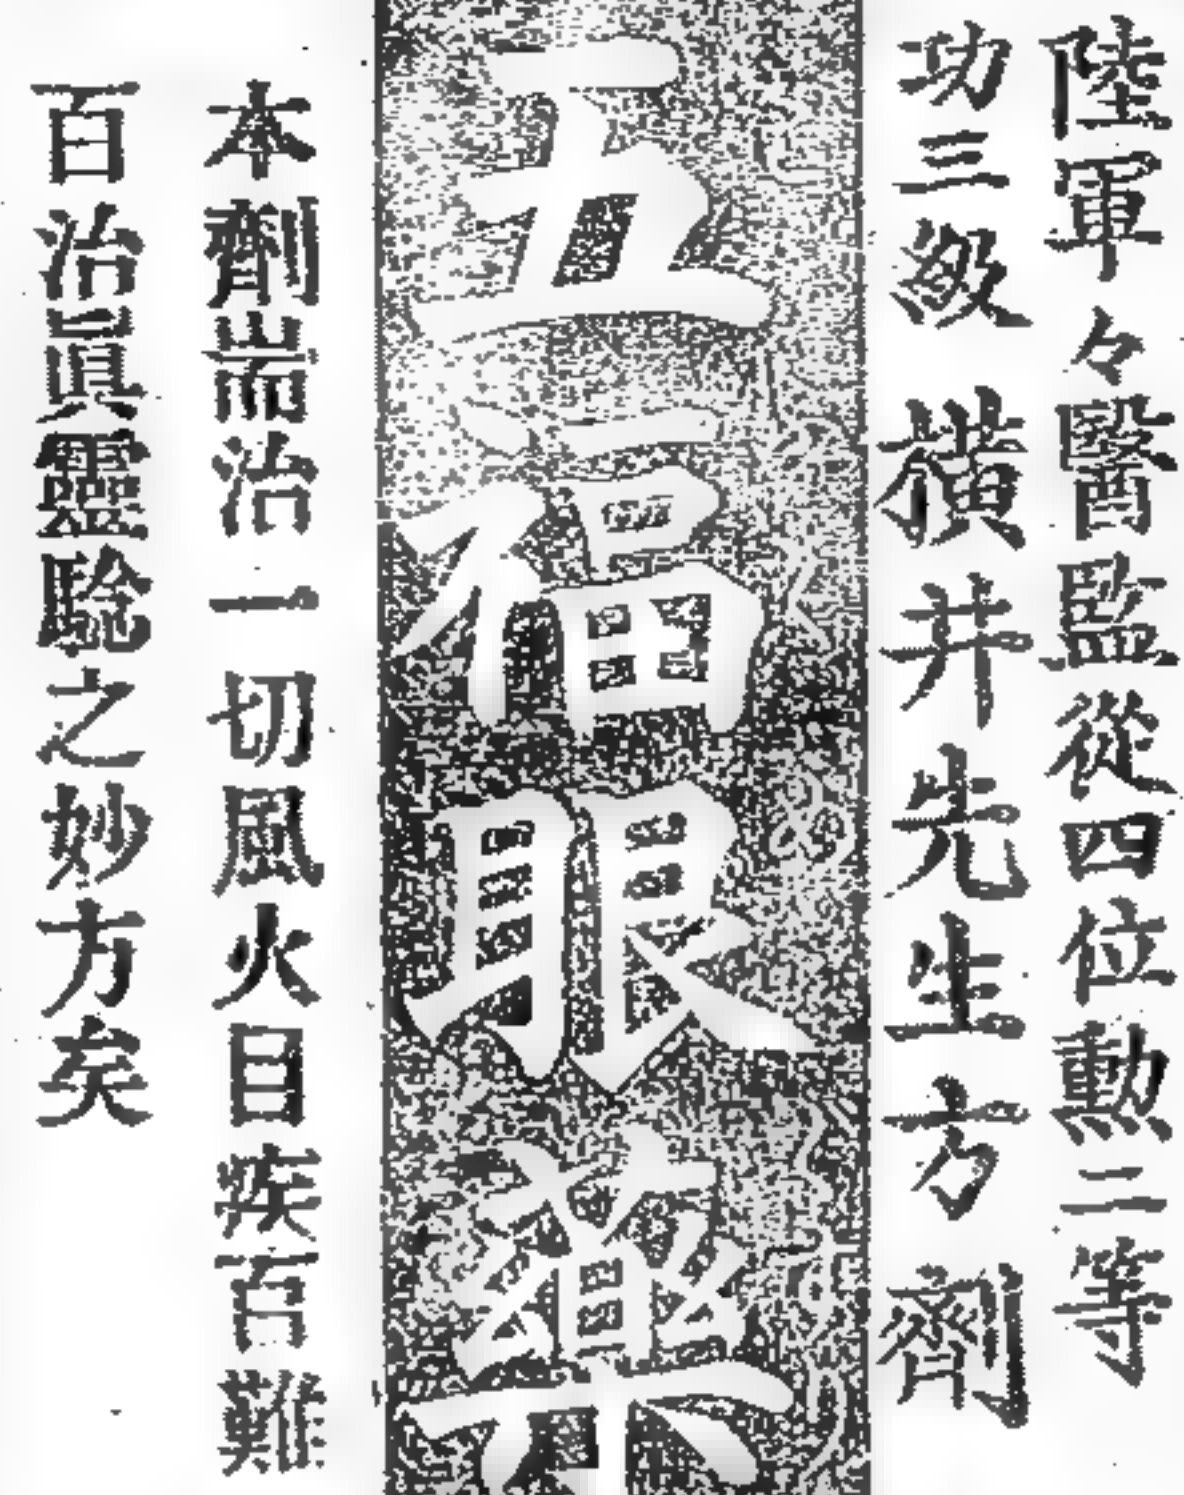 陸軍々醫監從四位勳二等
功三級　橫井先生方劑
五福眼藥
本劑耑治一切風火目疾百難
百治眞靈驗之妙方矣